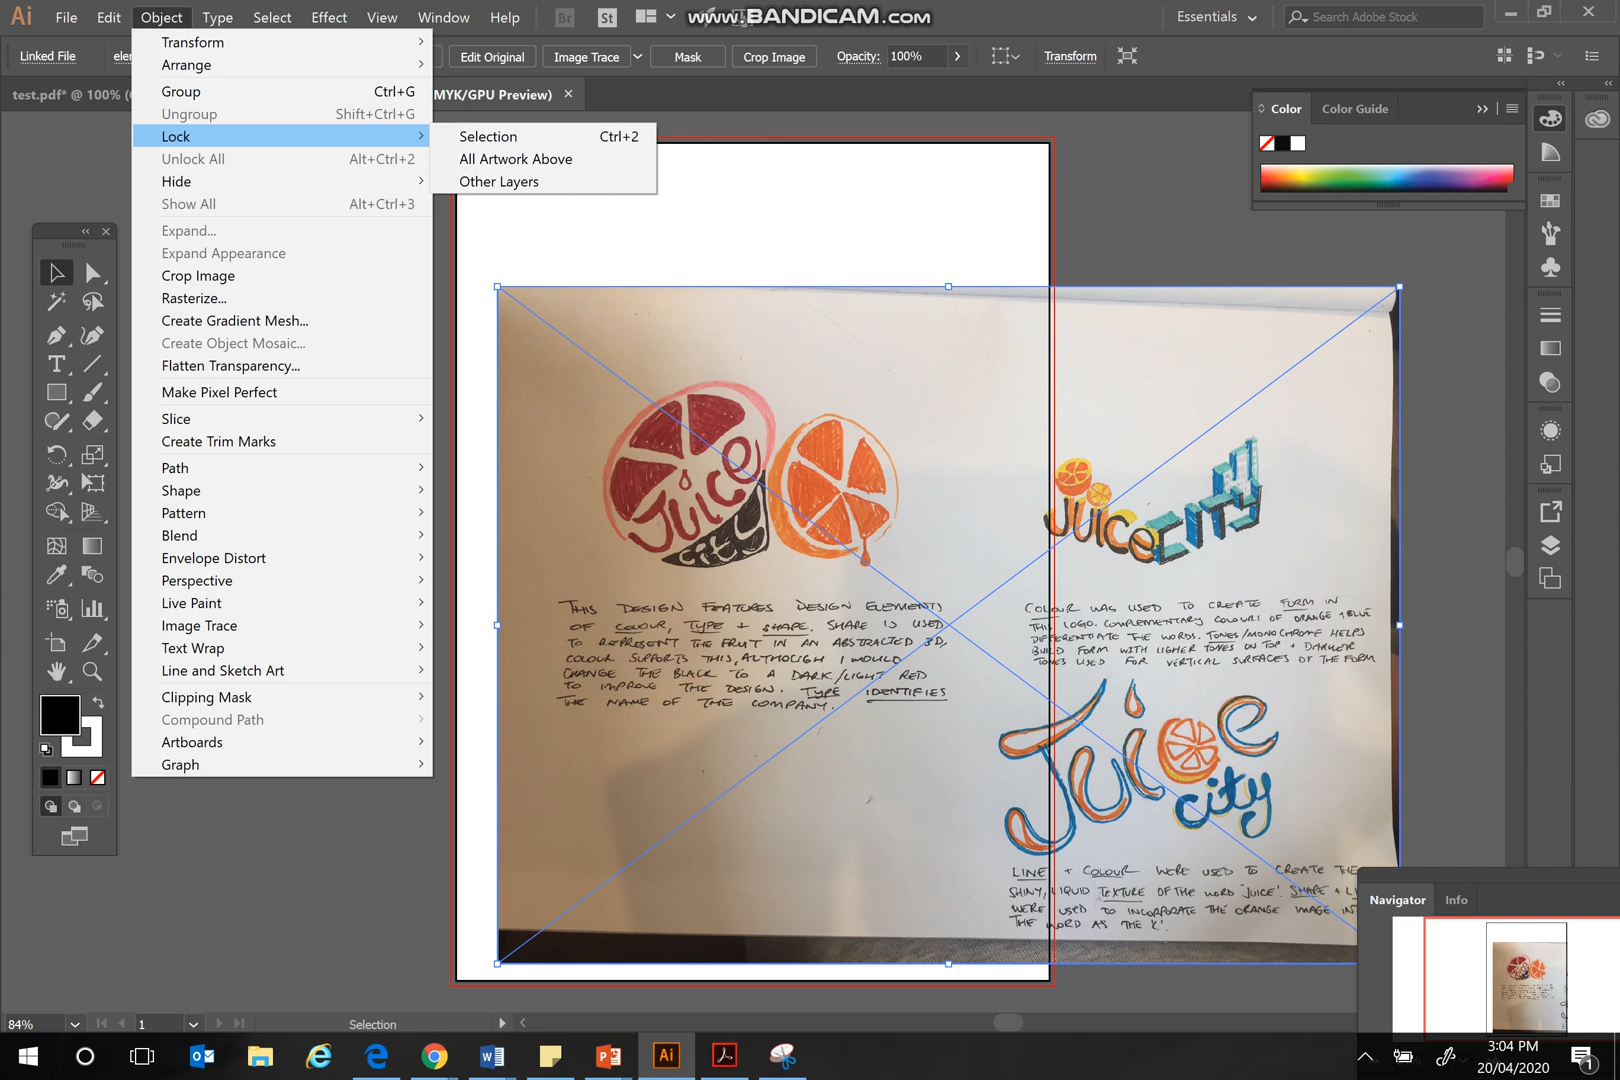 File Edit Object Type Select Effect View Window Help
Br St
www.BANDICAM.com
Essentials
Search Adobe Stock
Linked File
Edit Original
Image Trace
Mask
Crop Image
Opacity:
100%
Transform
test.pdf* @ 100%
MYK/GPU Preview)
Transform
Arrange
Group Ctrl+G
Ungroup Shift+Ctrl+G
Lock
Unlock All Alt+Ctrl+2
Hide
Show All Alt+Ctrl+3
Expand...
Expand Appearance
Crop Image
Rasterize...
Create Gradient Mesh...
Create Object Mosaic...
Flatten Transparency...
Make Pixel Perfect
Slice
Create Trim Marks
Path
Shape
Pattern
Blend
Envelope Distort
Perspective
Live Paint
Image Trace
Text Wrap
Line and Sketch Art
Clipping Mask
Compound Path
Artboards
Graph
Selection Ctrl+2
All Artwork Above
Other Layers
Color
Color Guide
JUICE
CITY
THIS DESIGN FEATURES DESIGN ELEMENTS
OF COLOUR, TYPE + SHAPE. SHAPE IS USED
TO REPRESENT THE FRUIT IN AN ABSTRACTED 3D,
COLOUR SUPPORTS THIS, ALTHOUGH I WOULD
CHANGE THE BLACK TO A DARK/LIGHT RED
TO IMPROVE THE DESIGN. TYPE IDENTIFIES
THE NAME OF THE COMPANY.
JUICE CITY
COLOUR WAS USED TO CREATE FORM IN
THIS LOGO. COMPLEMENTARY COLOURS OF ORANGE + BLUE
DIFFERENTIATE THE WORDS. TONES/MONOCHROME HELPS
BUILD FORM WITH LIGHER TONES ON TOP + DARKER
TONES USED FOR VERTICAL SURFACES OF THE FORM
Juice
city
LINE + COLOUR WERE USED TO CREATE THE
SHINY, LIQUID TEXTURE OF THE WORD 'JUICE'. SHAPE + LI
WERE USED TO INCORPORATE THE ORANGE IMAGE IN
THE WORD AS THE 'C'.
Navigator
Info
84%
1
Selection
3:04 PM
20/04/2020
1